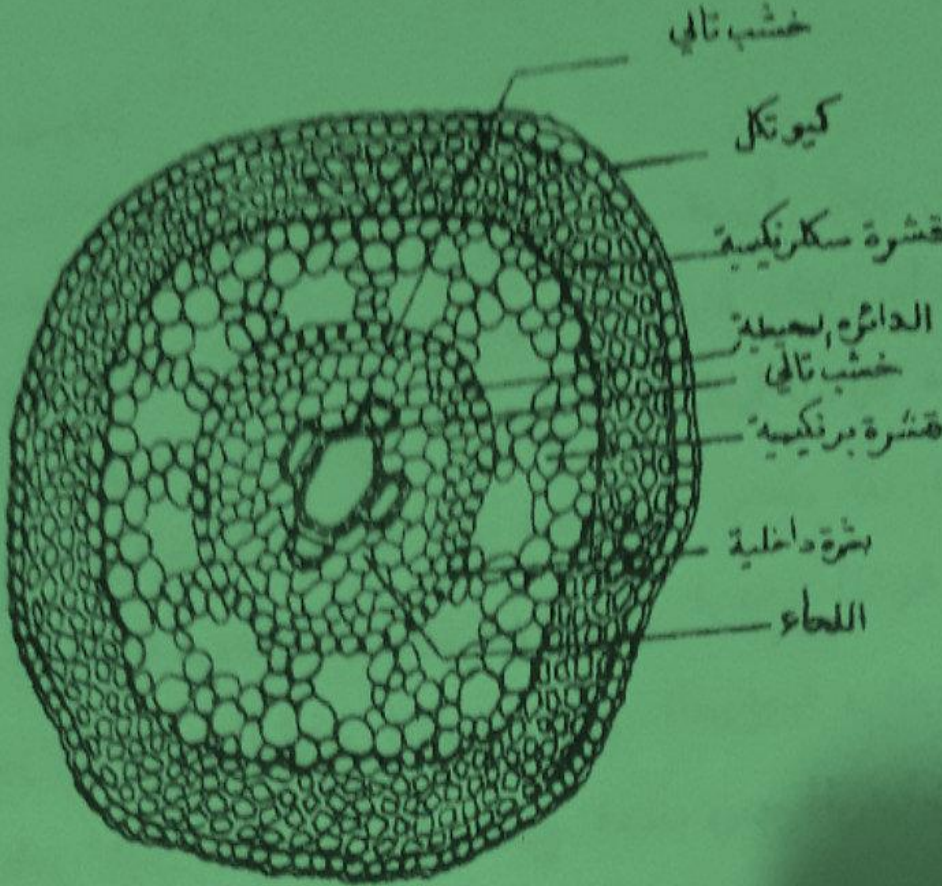 خشب تالي
كيوتكل
قشرة سكلرنكيمية
الدائرة المحيطية
خشب تالي
قشرة برنكيمية
بشرة داخلية
اللحاء